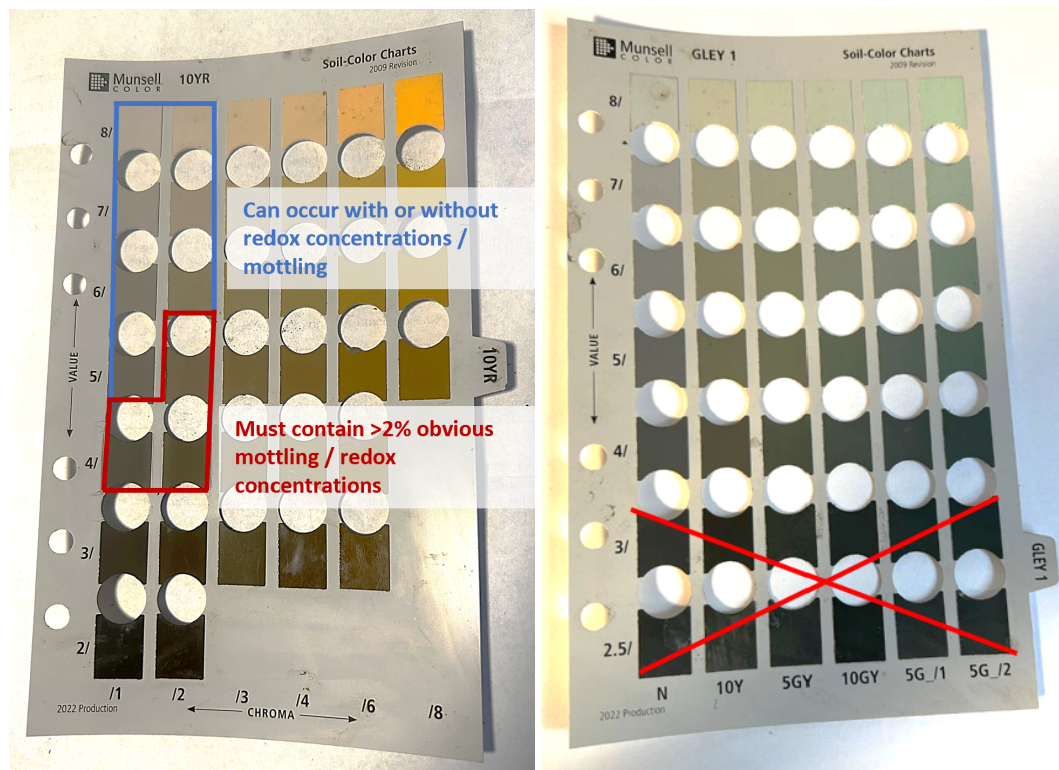 Munsell COLOR 10YR
Soil-Color Charts
2009 Revision
8/
7/
6/
5/
4/
3/
2/
VALUE
Can occur with or without
redox concentrations /
mottling
Must contain >2% obvious
mottling / redox
concentrations
10YR
/1 /2 /3 /4 /6 /8
CHROMA
2022 Production
Munsell COLOR GLEY 1
Soil-Color Charts
2009 Revision
8/
7/
6/
5/
4/
3/
2.5/
VALUE
GLEY 1
N 10Y 5GY 10GY 5G_/1 5G_/2
2022 Production